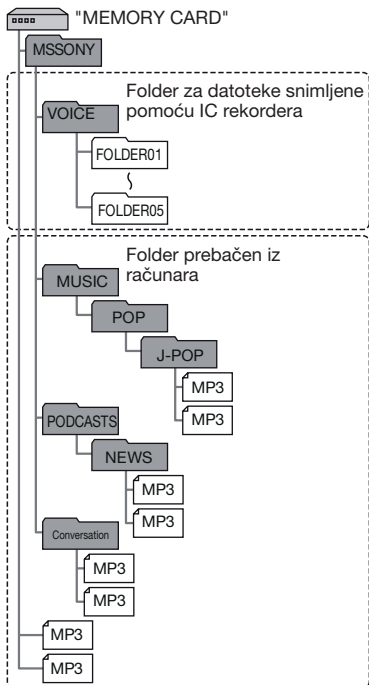 "MEMORY CARD"
MSSONY
Folder za datoteke snimljene
pomoću IC rekordera
VOICE
FOLDER01
FOLDER05
Folder prebačen iz
računara
MUSIC
POP
J-POP
MP3
MP3
PODCASTS
NEWS
MP3
MP3
Conversation
MP3
MP3
MP3
MP3